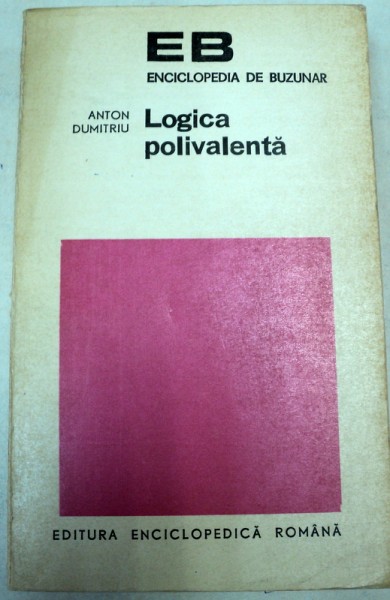 EB
ENCICLOPEDIA DE BUZUNAR
ANTON
DUMITRIU
Logica
polivalentă
EDITURA ENCICLOPEDICĂ ROMÂNĂ